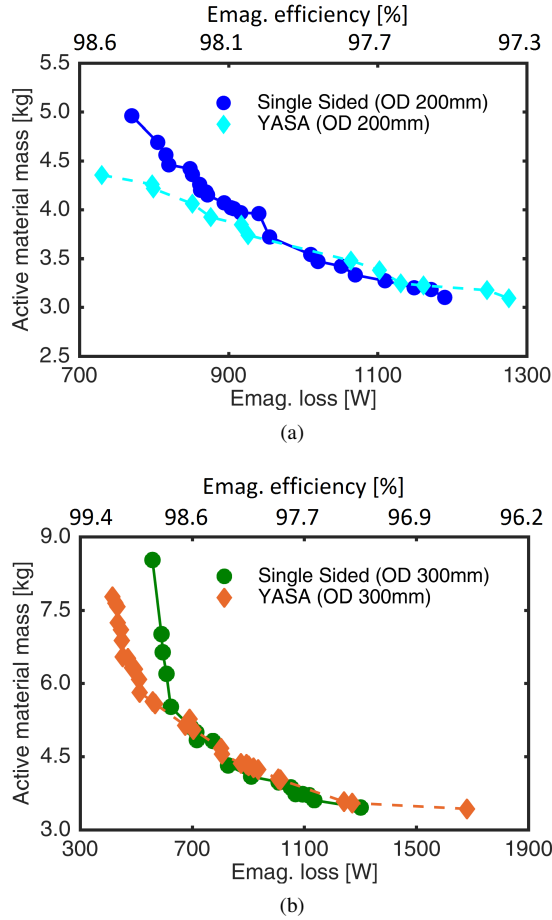 Emag. efficiency [%]
98.6 98.1 97.7 97.3
5.5
5.0
4.5
4.0
3.5
3.0
2.5
Active material mass [kg]
Single Sided (OD 200mm)
YASA (OD 200mm)
700 900 1100 1300
Emag. loss [W]
(a)
Emag. efficiency [%]
99.4 98.6 97.7 96.9 96.2
9.0
7.5
6.0
4.5
3.0
Active material mass [kg]
Single Sided (OD 300mm)
YASA (OD 300mm)
300 700 1100 1500 1900
Emag. loss [W]
(b)